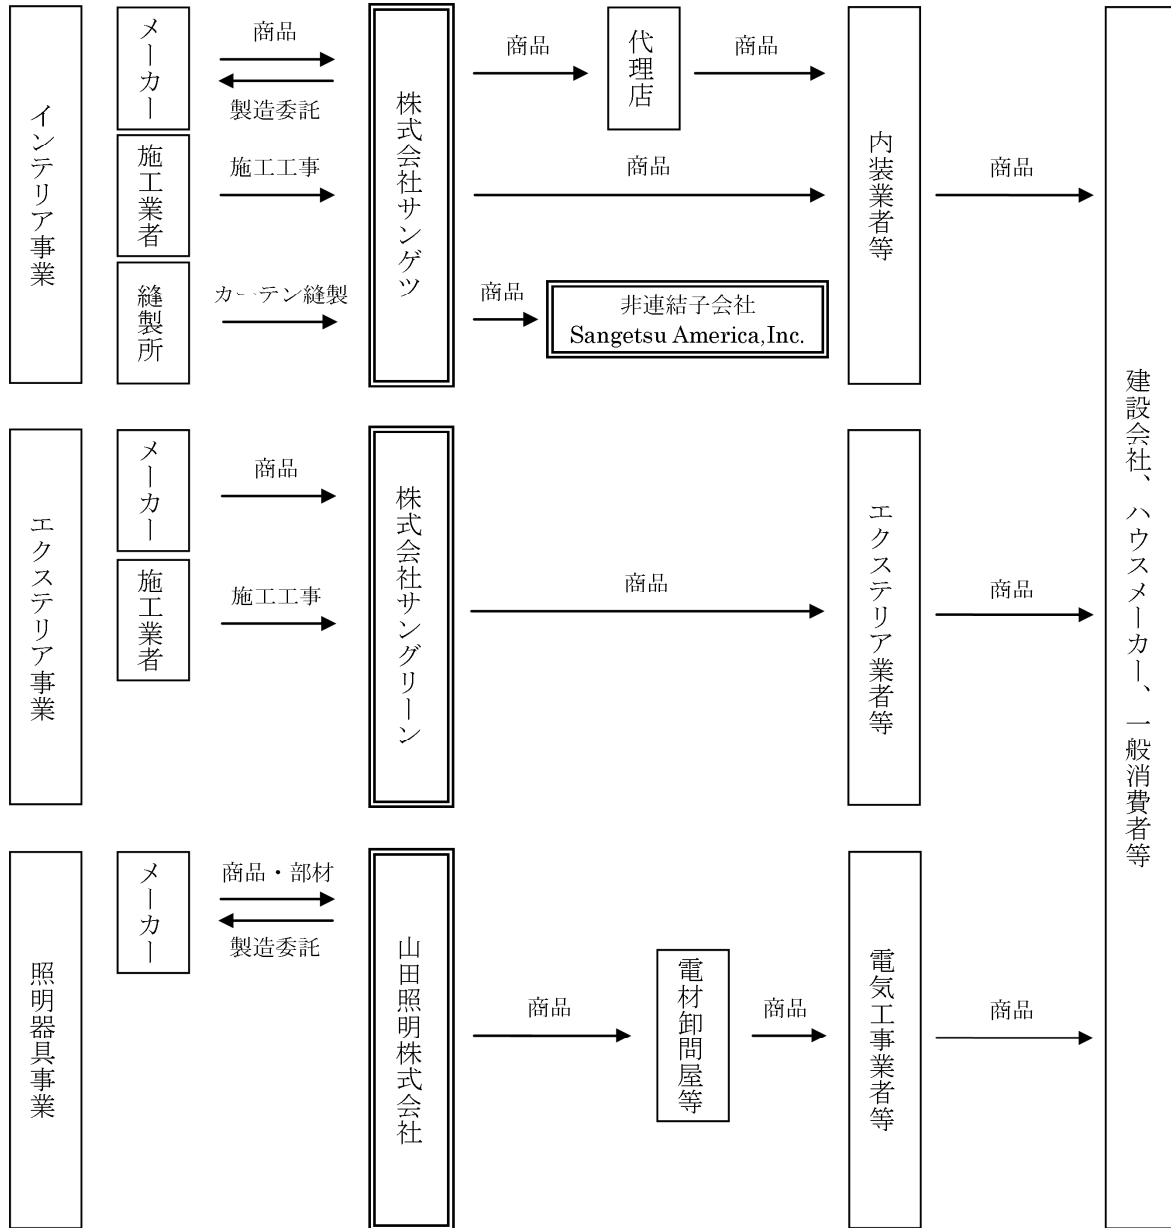 インテリア事業
メーカー
商品
製造委託
施工業者
施工工事
縫製所
カーテン縫製
株式会社サンゲツ
商品
代理店
商品
商品
商品
非連結子会社
Sangetsu America,Inc.
内装業者等
商品
エクステリア事業
メーカー
商品
施工業者
施工工事
株式会社サングリーン
商品
エクステリア業者等
商品
照明器具事業
メーカー
商品・部材
製造委託
山田照明株式会社
商品
電材卸問屋等
商品
電気工事業者等
商品
建設会社、ハウスメーカー、一般消費者等